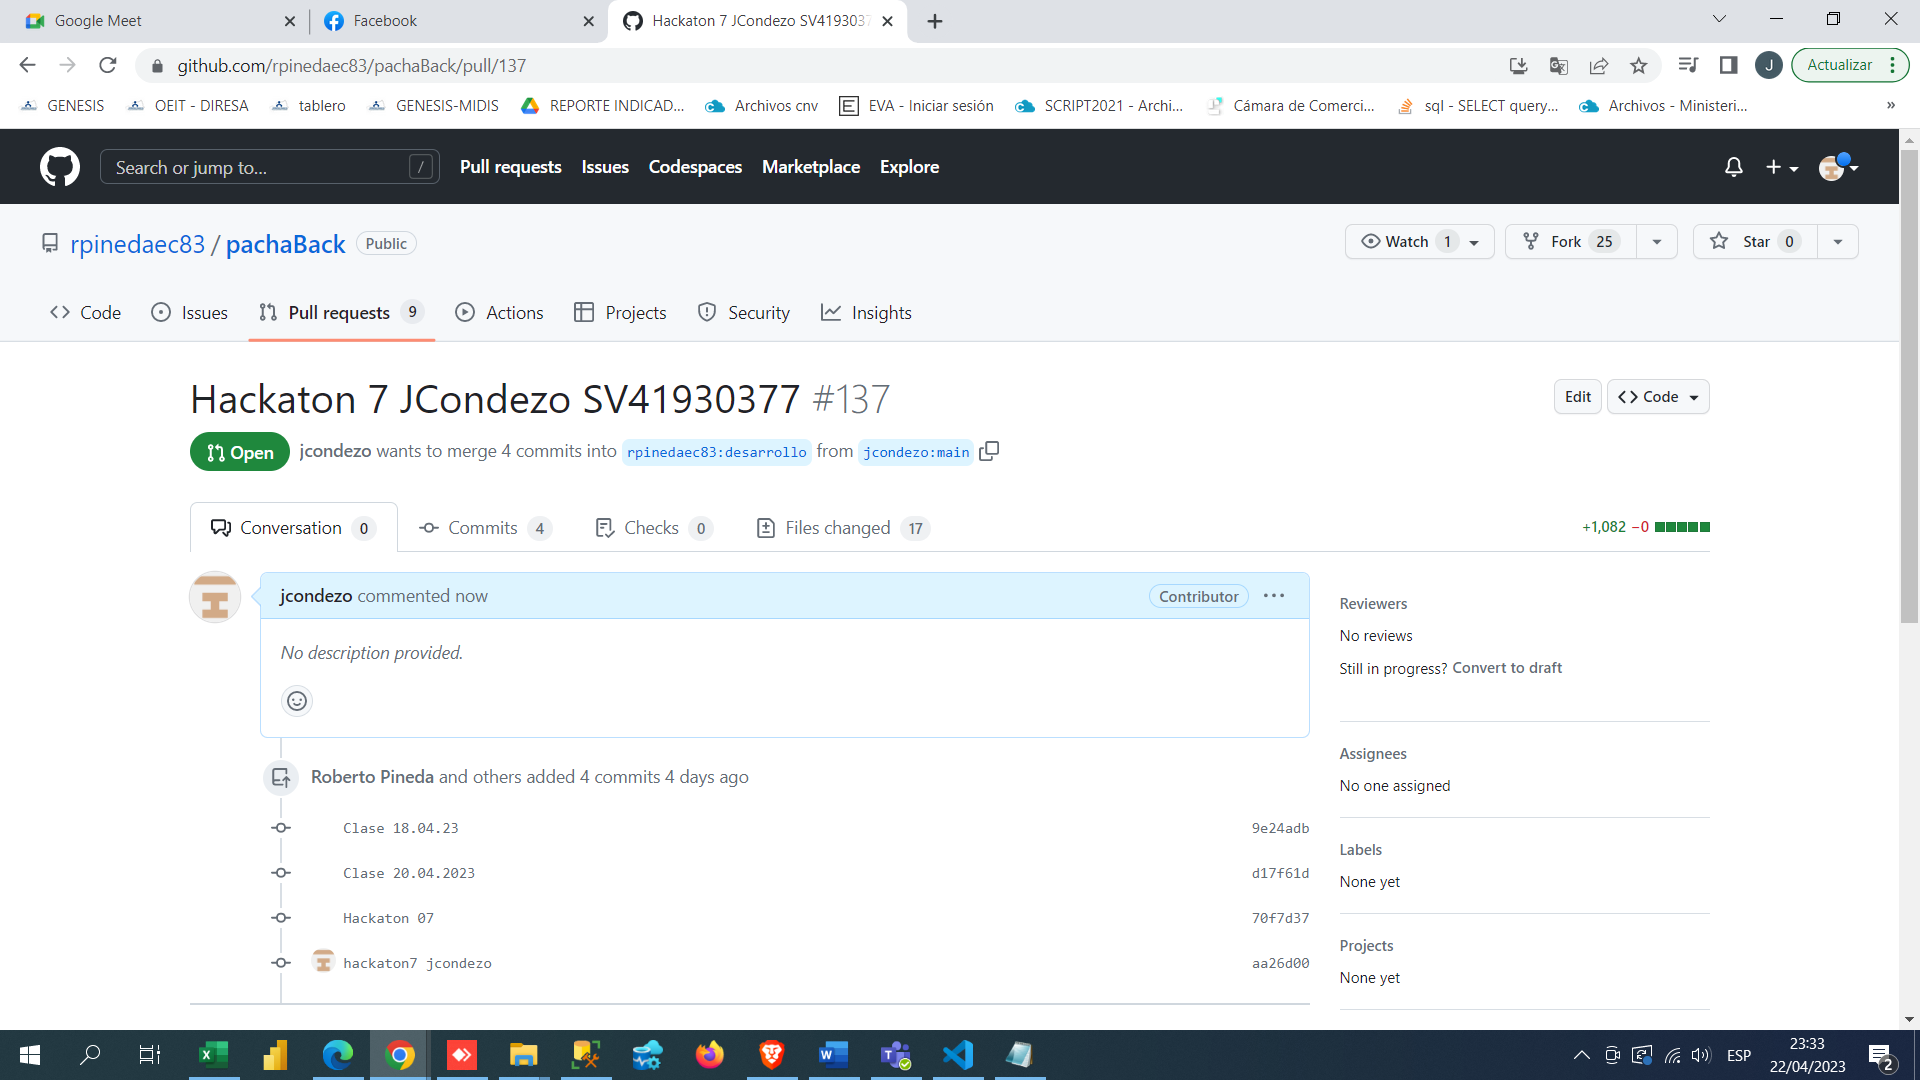 Google Meet
Facebook
Hackaton 7 JCondezo SV4193037
github.com/rpinedaec83/pachaBack/pull/137
J
Actualizar
GENESIS
OEIT - DIRESA
tablero
GENESIS-MIDIS
REPORTE INDICAD...
Archivos cnv
EVA - Iniciar sesión
SCRIPT2021 - Archi...
Cámara de Comerci...
sql - SELECT query...
Archivos - Ministeri...
»
Search or jump to...
/
Pull requests
Issues
Codespaces
Marketplace
Explore
rpinedaec83 / pachaBack
Public
Watch 1
Fork 25
Star 0
Code
Issues
Pull requests 9
Actions
Projects
Security
Insights
Hackaton 7 JCondezo SV41930377 #137
Edit
Code
Open
jcondezo wants to merge 4 commits into rpinedaec83:desarrollo from jcondezo:main
Conversation 0
Commits 4
Checks 0
Files changed 17
+1,082 −0
jcondezo commented now
Contributor
No description provided.
Roberto Pineda and others added 4 commits 4 days ago
Clase 18.04.23
9e24adb
Clase 20.04.2023
d17f61d
Hackaton 07
70f7d37
hackaton7 jcondezo
aa26d00
Reviewers
No reviews
Still in progress? Convert to draft
Assignees
No one assigned
Labels
None yet
Projects
None yet
ESP
23:33
22/04/2023
2